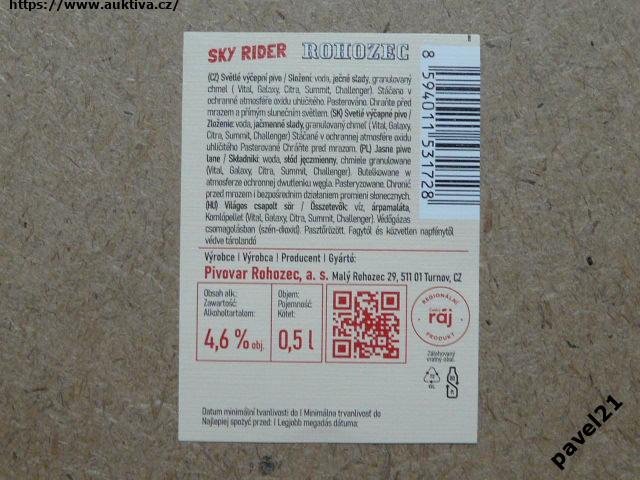 https://www.auktiva.cz/
SKY RIDER ROHOZEC
(CZ) Světlé výčepní pivo / Složení: voda, ječné slady, granulovaný
chmel ( Vital, Galaxy, Citra, Summit, Challenger). Stáčeno v
ochranné atmosféře oxidu uhličitého. Pasterováno. Chraňte před
mrazem a přímým slunečním světlem. (SK) Svetlé výčapné pivo /
Zloženie: voda, jačmenné slady, granulovaný chmeľ ( Vital, Galaxy,
Citra, Summit, Challenger) Stáčané v ochrannej atmosfére oxidu
uhličitého Pasterované Chráňte pred mrazom. (PL) Jasne piwo
lane / Składniki: woda, słód jęczmienny, chmiele granulowane
(Vital, Galaxy, Citra, Summit, Challenger). Buteľkowane w
atmosferze ochronnej dwutlenku węgla. Pasteryzowane. Chronić
przed mrozem i bezpośrednim działaniem promieni słonecznych.
(HU) Világos csapolt sör / Összetevők: víz, árpamaláta,
Komlópellet (Vital, Galaxy, Citra, Summit, Challenger). Védőgázas
csomagolásban (szén-dioxid). Pasztőrözött. Fagytól és közvetlen napfénytől
védve tárolandó
8 594011 531728
Výrobce | Výrobca | Producent | Gyártó:
Pivovar Rohozec, a. s. Malý Rohozec 29, 511 01 Turnov, CZ
Obsah alk.:
Zawartość
Alkoholtartalom:
4,6 % obj.
Objem:
Pojemność
Kötet:
0,5 l
REGIONÁLNÍ
Český
ráj
PRODUKT
Zálohovaný
vratný obal.
Datum minimální trvanlivosti do | Minimálna trvanlivosť do
Najlepiej spożyć przed: | Legjobb megadás dátuma:
pavel21